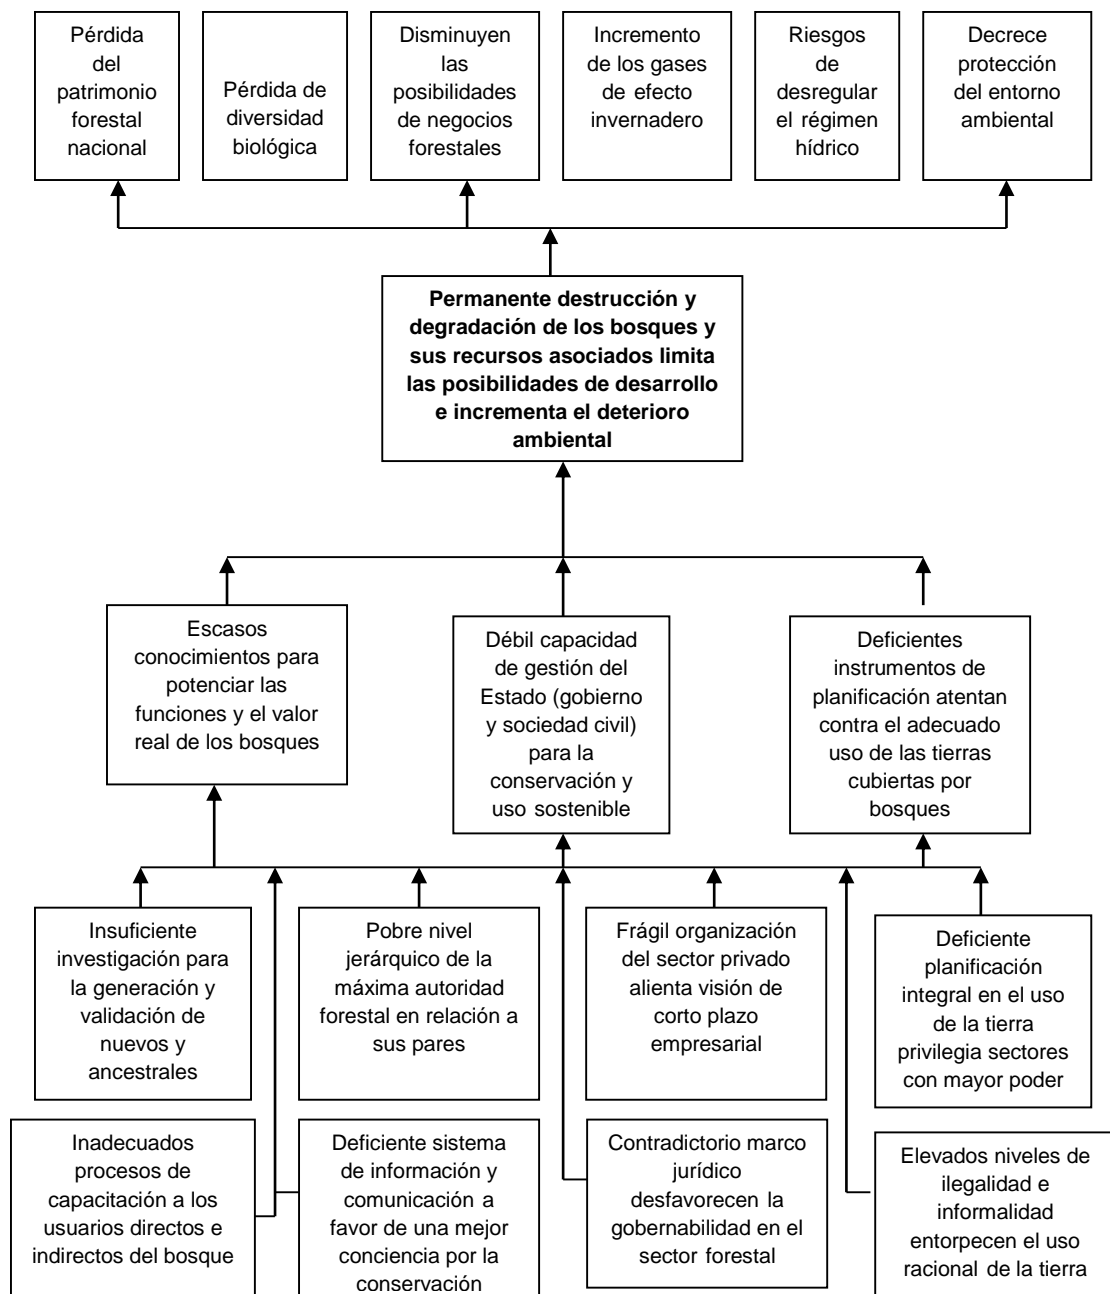 Pérdida
del
patrimonio
forestal
nacional
Pérdida de
diversidad
biológica
Disminuyen
las
posibilidades
de negocios
forestales
Incremento
de los gases
de efecto
invernadero
Riesgos
de
desregular
el régimen
hídrico
Decrece
protección
del entorno
ambiental
Permanente destrucción y
degradación de los bosques y
sus recursos asociados limita
las posibilidades de desarrollo
e incrementa el deterioro
ambiental
Escasos
conocimientos para
potenciar las
funciones y el valor
real de los bosques
Débil capacidad
de gestión del
Estado (gobierno
y sociedad civil)
para la
conservación y
uso sostenible
Deficientes
instrumentos de
planificación atentan
contra el adecuado
uso de las tierras
cubiertas por
bosques
Insuficiente
investigación para
la generación y
validación de
nuevos y
ancestrales
Pobre nivel
jerárquico de la
máxima autoridad
forestal en relación a
sus pares
Frágil organización
del sector privado
alienta visión de
corto plazo
empresarial
Deficiente
planificación
integral en el uso
de la tierra
privilegia sectores
con mayor poder
Inadecuados
procesos de
capacitación a los
usuarios directos e
indirectos del bosque
Deficiente sistema
de información y
comunicación a
favor de una mejor
conciencia por la
conservación
Contradictorio marco
jurídico
desfavorecen la
gobernabilidad en el
sector forestal
Elevados niveles de
ilegalidad e
informalidad
entorpecen el uso
racional de la tierra